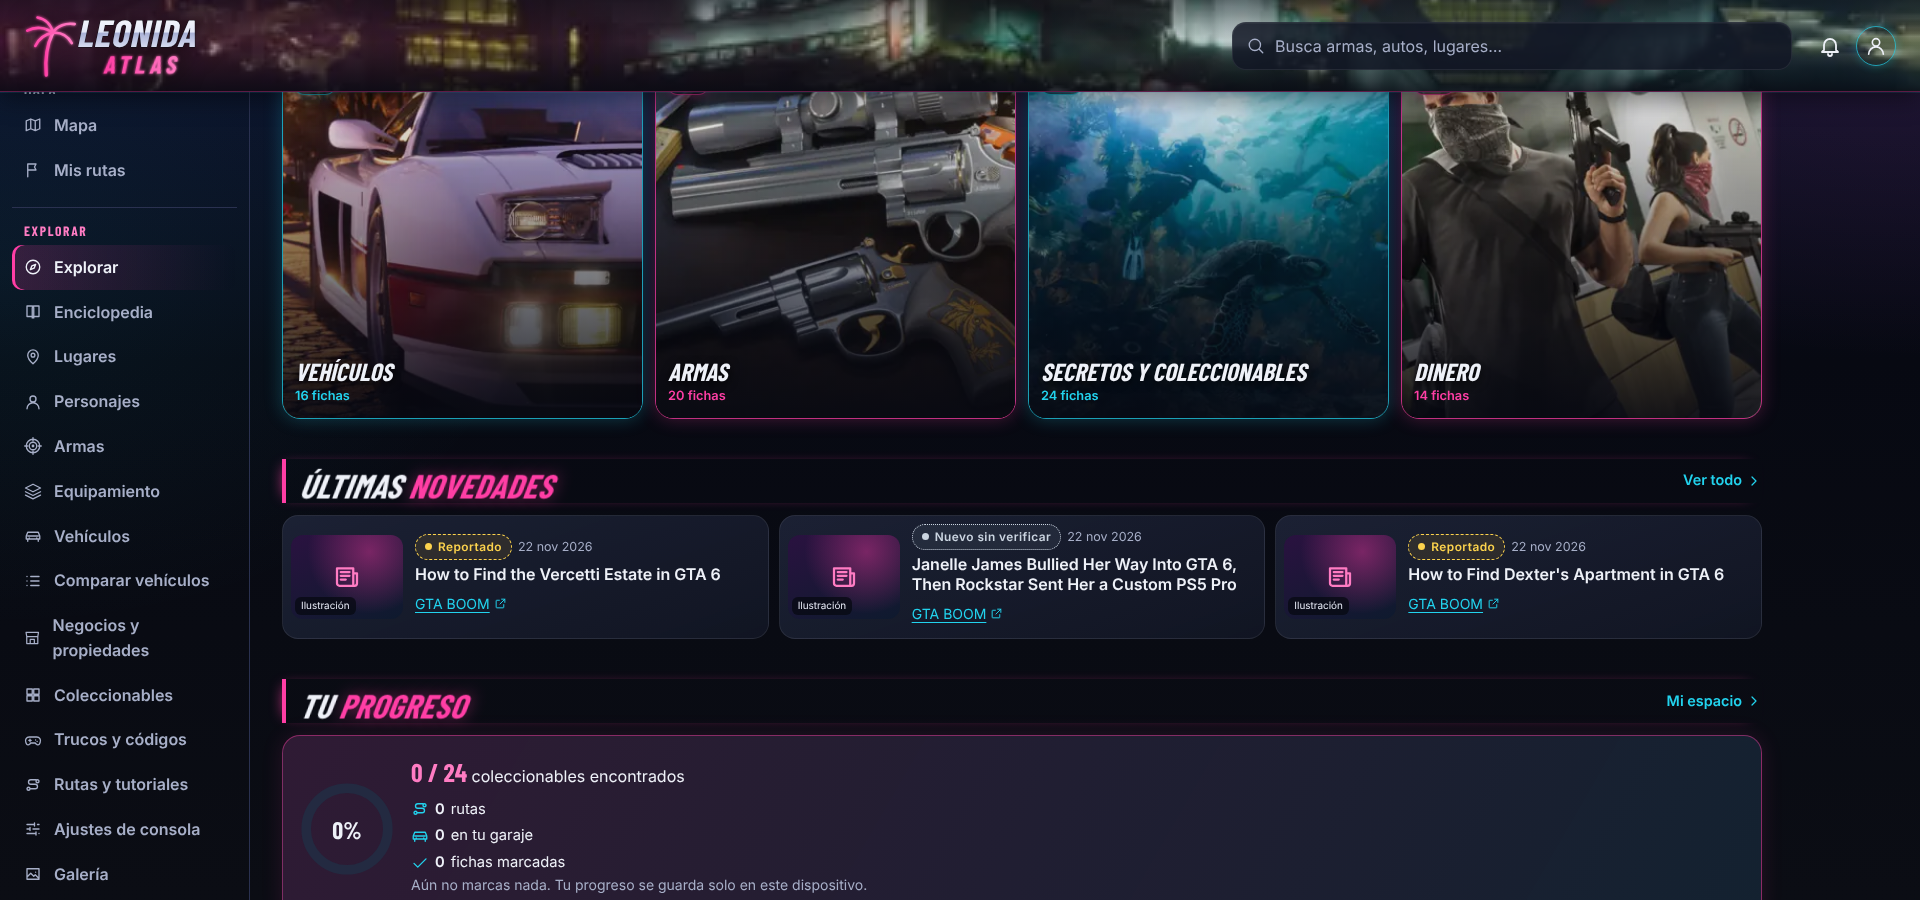 LEONIDA
ATLAS
Busca armas, autos, lugares...
Mapa
Mis rutas
EXPLORAR
Explorar
Enciclopedia
Lugares
Personajes
Armas
Equipamiento
Vehículos
Comparar vehículos
Negocios y
propiedades
Coleccionables
Trucos y códigos
Rutas y tutoriales
Ajustes de consola
Galería
VEHÍCULOS
16 fichas
ARMAS
20 fichas
SECRETOS Y COLECCIONABLES
24 fichas
DINERO
14 fichas
ÚLTIMAS NOVEDADES
Ver todo
Ilustración
Reportado 22 nov 2026
How to Find the Vercetti Estate in GTA 6
GTA BOOM
Ilustración
Nuevo sin verificar 22 nov 2026
Janelle James Bullied Her Way Into GTA 6,
Then Rockstar Sent Her a Custom PS5 Pro
GTA BOOM
Ilustración
Reportado 22 nov 2026
How to Find Dexter's Apartment in GTA 6
GTA BOOM
TU PROGRESO
Mi espacio
0%
0 / 24 coleccionables encontrados
0 rutas
0 en tu garaje
0 fichas marcadas
Aún no marcas nada. Tu progreso se guarda solo en este dispositivo.